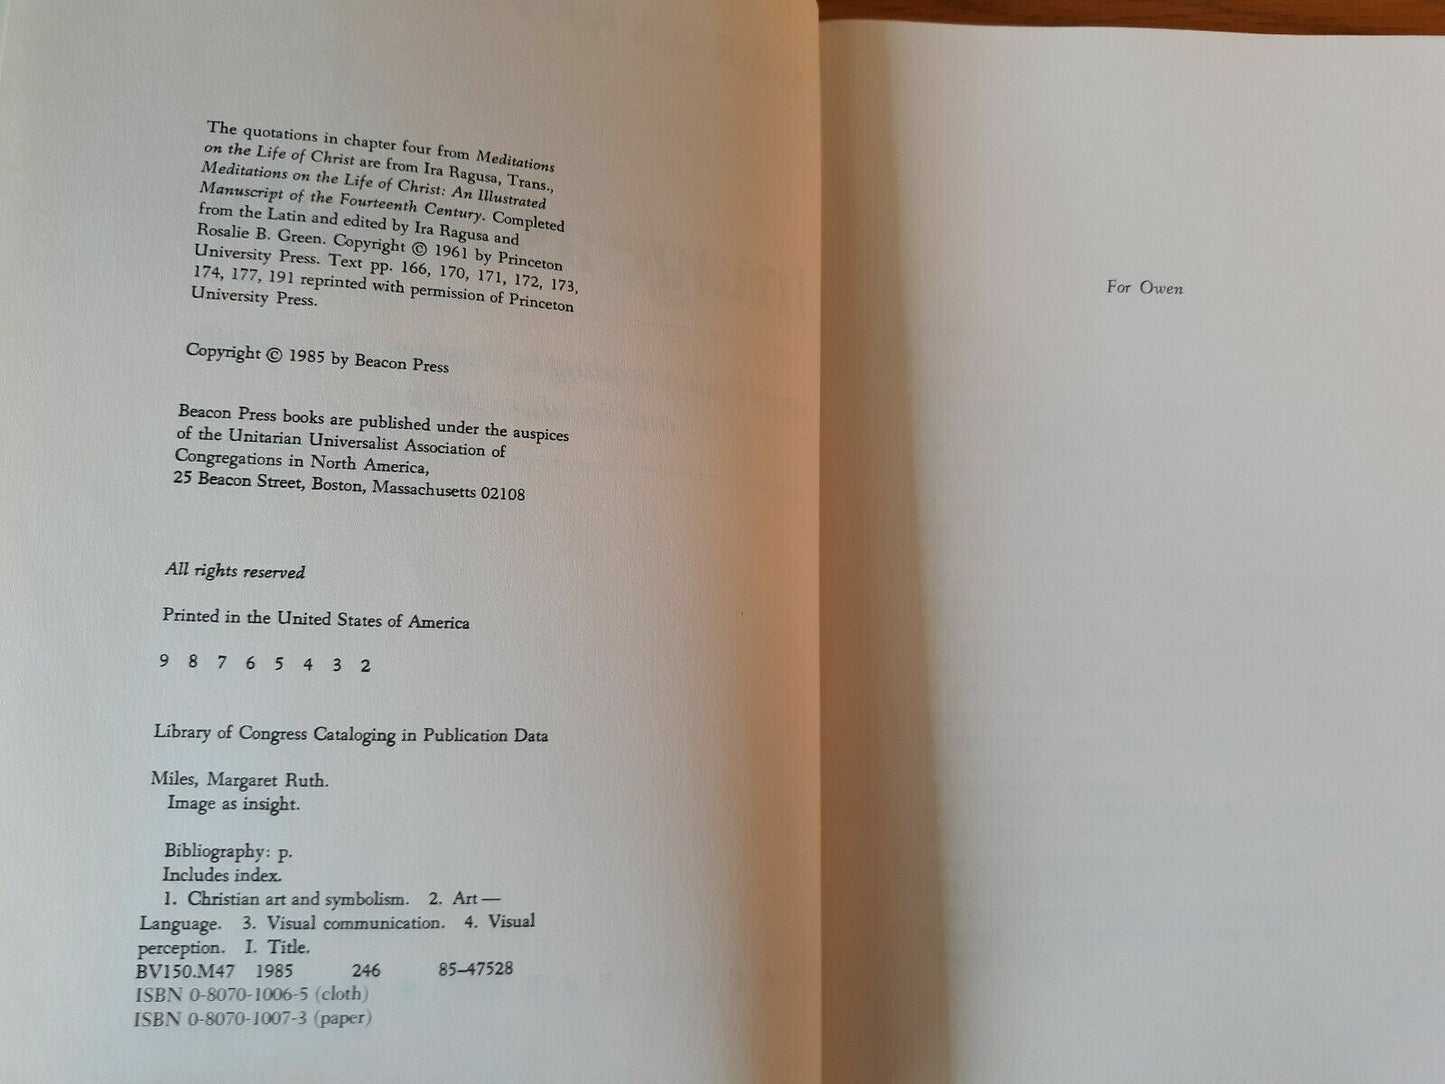 The quotations in chapter four from Meditations
on the Life of Christ are from Ira Ragusa, Trans.,
Meditations on the Life of Christ: An Illustrated
Manuscript of the Fourteenth Century. Completed
from the Latin and edited by Ira Ragusa and
Rosalie B. Green. Copyright © 1961 by Princeton
University Press. Text pp. 166, 170, 171, 172, 173,
174, 177, 191 reprinted with permission of Princeton
University Press.
Copyright © 1985 by Beacon Press
Beacon Press books are published under the auspices
of the Unitarian Universalist Association of
Congregations in North America,
25 Beacon Street, Boston, Massachusetts 02108
All rights reserved
Printed in the United States of America
9 8 7 6 5 4 3 2
Library of Congress Cataloging in Publication Data
Miles, Margaret Ruth.
Image as insight.
Bibliography: p.
Includes index.
1. Christian art and symbolism. 2. Art —
Language. 3. Visual communication. 4. Visual
perception. I. Title.
BV150.M47 1985 246 85-47528
ISBN 0-8070-1006-5 (cloth)
ISBN 0-8070-1007-3 (paper)
For Owen